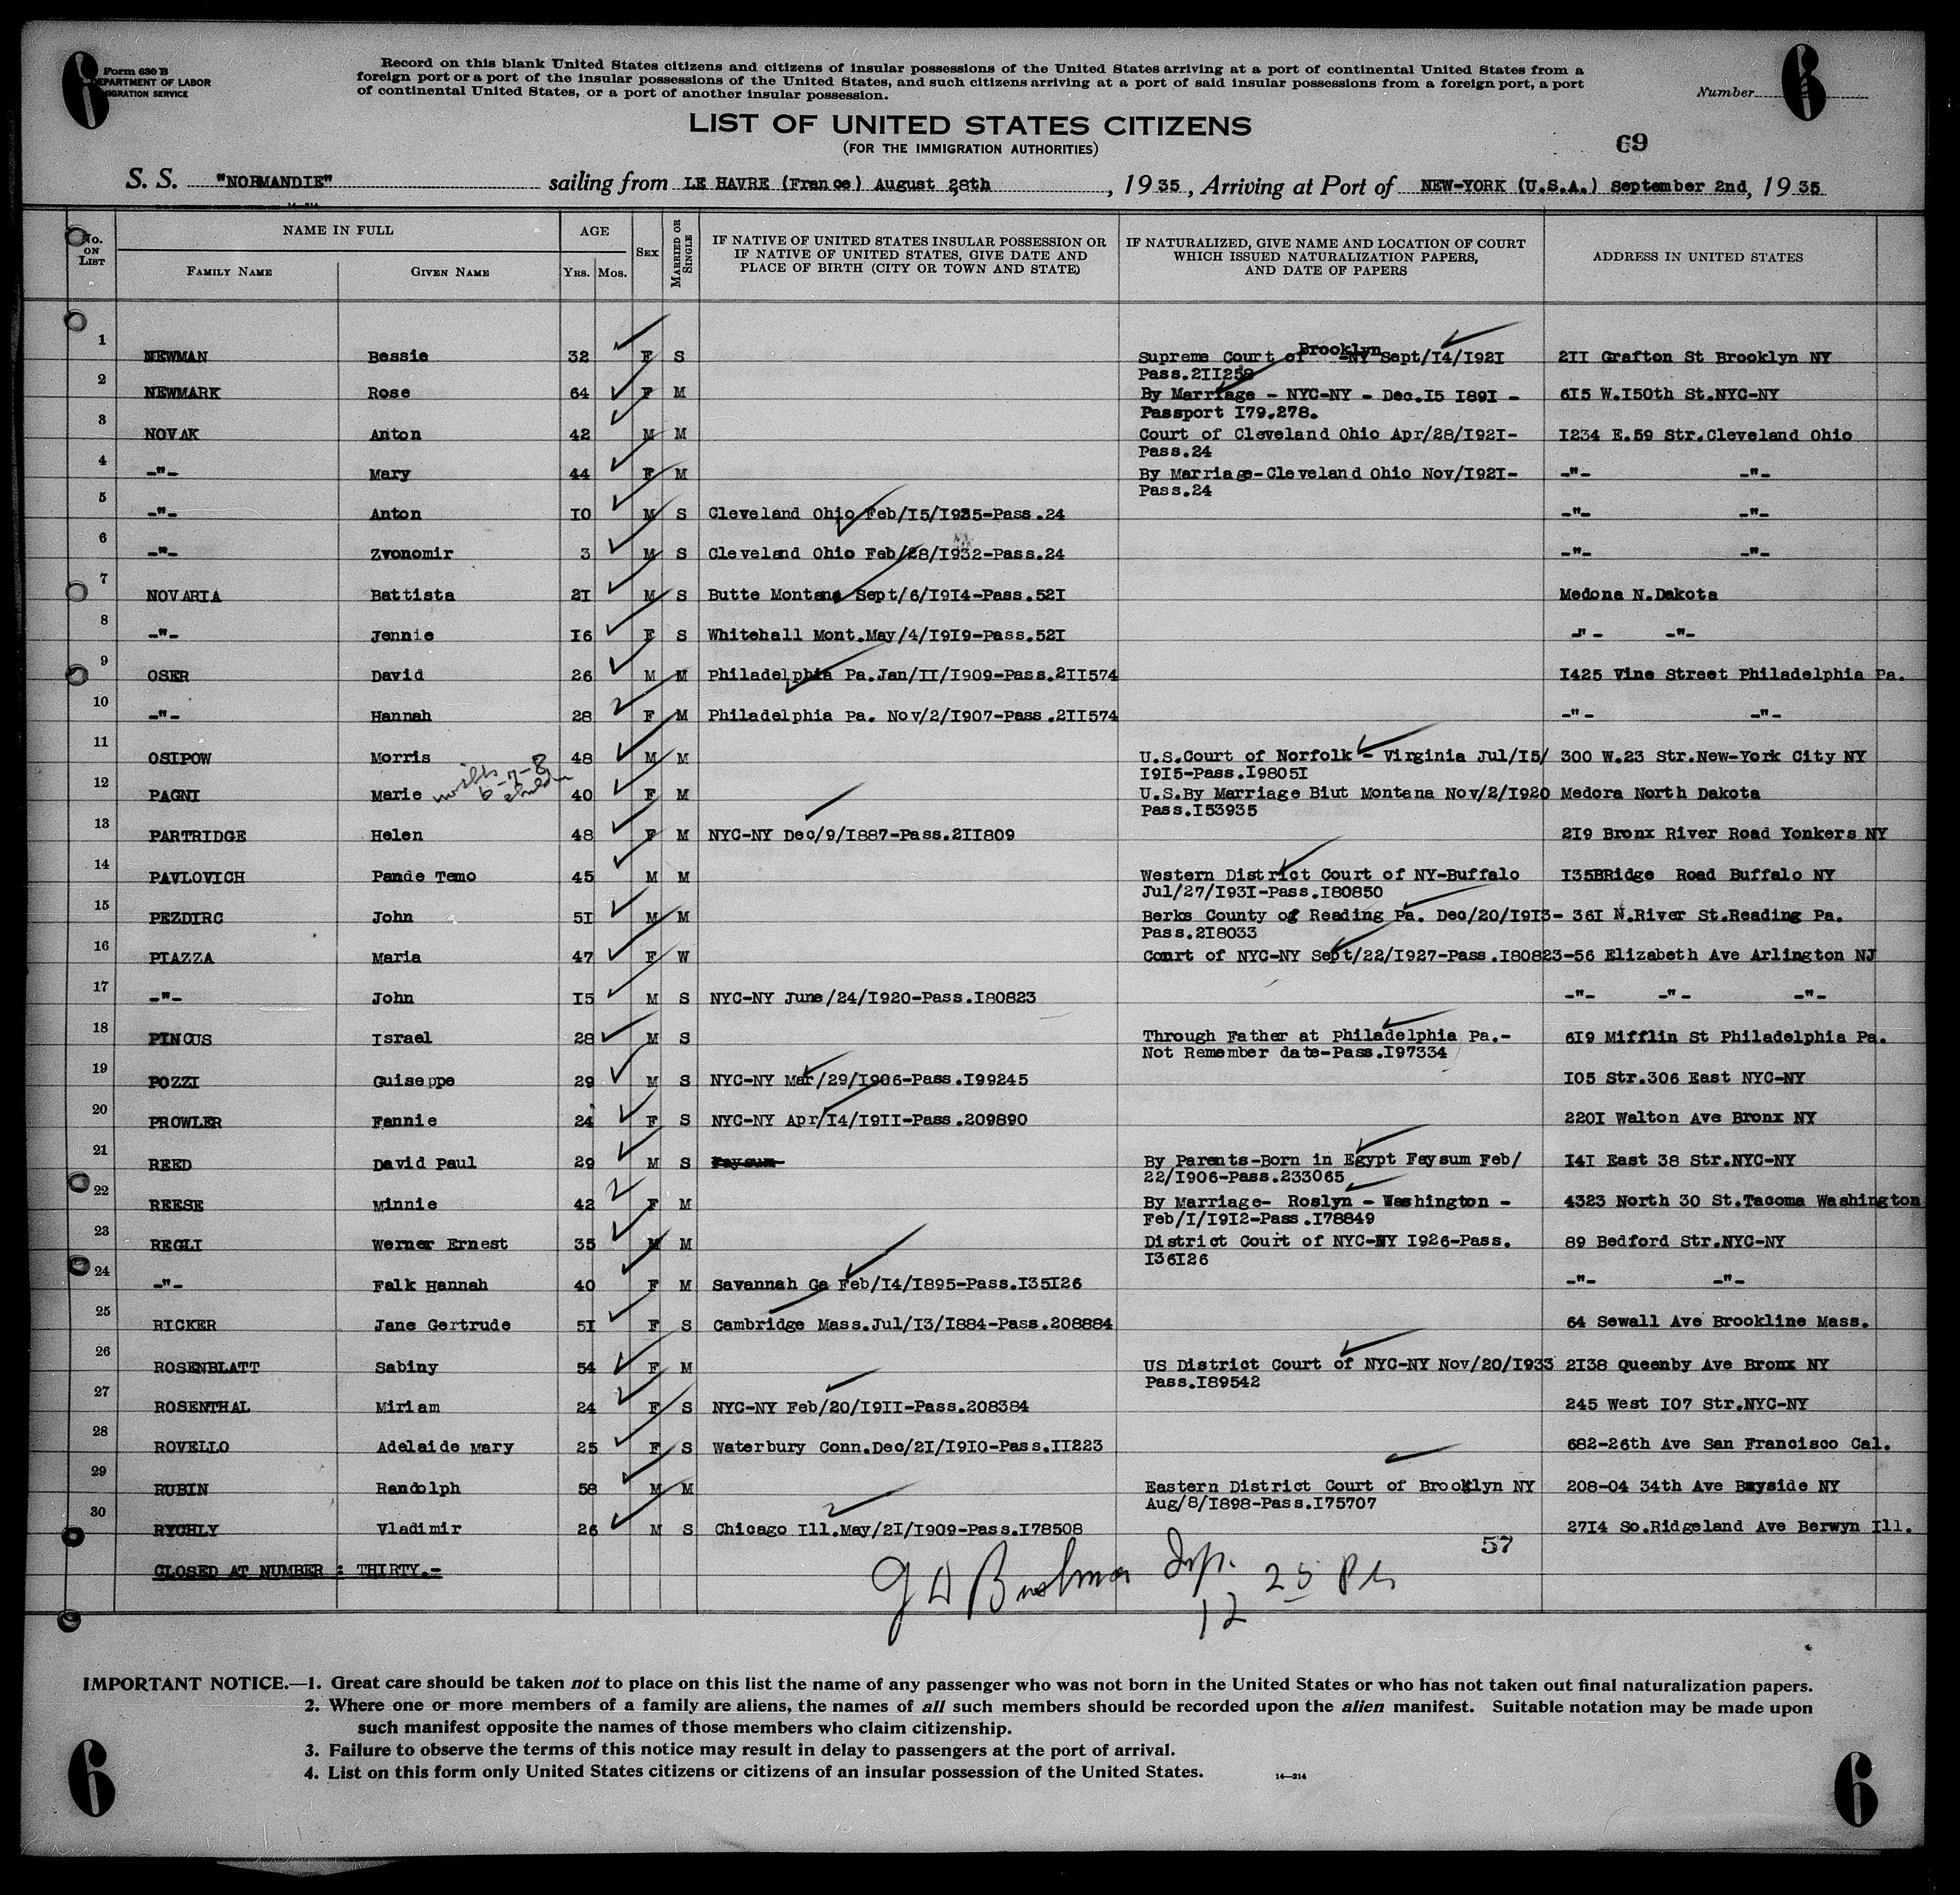 6
Form 630 B
DEPARTMENT OF LABOR
IMMIGRATION SERVICE
Record on this blank United States citizens and citizens of insular possessions of the United States arriving at a port of continental United States from a
foreign port or a port of the insular possessions of the United States, and such citizens arriving at a port of said insular possessions from a foreign port, a port
of continental United States, or a port of another insular possession.
Number 6
LIST OF UNITED STATES CITIZENS
(FOR THE IMMIGRATION AUTHORITIES)
69
S. S. "NORMANDIE" sailing from LE HAVRE (France) August 28th, 1935, Arriving at Port of NEW-YORK (U.S.A.) September 2nd, 1935
No. ON LIST NAME IN FULL FAMILY NAME GIVEN NAME AGE YRS. MOS. SEX MARRIED OR SINGLE IF NATIVE OF UNITED STATES INSULAR POSSESSION OR IF NATIVE OF UNITED STATES, GIVE DATE AND PLACE OF BIRTH (CITY OR TOWN AND STATE) IF NATURALIZED, GIVE NAME AND LOCATION OF COURT WHICH ISSUED NATURALIZATION PAPERS, AND DATE OF PAPERS ADDRESS IN UNITED STATES
1 NEWMAN Bessie 32 F S Supreme Court of Brooklyn -NY Sept/I4/I92I 2II Grafton St Brooklyn NY
Pass.2II258
2 NEWMARK Rose 64 F M By Marriage - NYC-NY - Dec.I5 I89I - 6I5 W.I50th St.NYC-NY
Passport I79,278.
3 NOVAK Anton 42 M M Court of Cleveland Ohio Apr/28/I92I- I234 E.59 Str.Cleveland Ohio
Pass.24
4 -"- Mary 44 F M By Marriage-Cleveland Ohio Nov/I92I- -"- -"-
Pass.24
5 -"- Anton IO M S Cleveland Ohio Feb/I5/I925-Pass.24 -"- -"-
6 -"- Zvonomir 3 M S Cleveland Ohio Feb/28/I932-Pass.24 -"- -"-
7 NOVARIA Battista 2I M S Butte Montana Sept/6/I9I4-Pass.52I Medona N.Dakota
8 -"- Jennie I6 F S Whitehall Mont.May/4/I9I9-Pass.52I -"- -"-
9 OSER David 26 M M Philadelphia Pa.Jan/II/I909-Pass.2II574 I425 Vine Street Philadelphia Pa.
10 -"- Hannah 28 F M Philadelphia Pa. Nov/2/I907-Pass.2II574 -"- -"-
11 OSIPOW Morris 48 M M U.S.Court of Norfolk - Virginia Jul/I5/ 300 W.23 Str.New-York City NY
I9I5-Pass.I9805I
12 PAGNI Marie with 6-7-8 40 F M U.S.By Marriage Biut Montana Nov/2/I920 Medora North Dakota
Pass.I53935
13 PARTRIDGE Helen 48 F M NYC-NY Dec/9/I887-Pass.2II809 2I9 Bronx River Road Yonkers NY
14 PAVLOVICH Pande Temo 45 M M Western District Court of NY-Buffalo I35BRidge Road Buffalo NY
Jul/27/I93I-Pass.I80850
15 PEZDIRC John 5I M M Berks County of Reading Pa. Dec/20/I9I3- 36I N.River St.Reading Pa.
Pass.2I8033
16 PIAZZA Maria 47 F W Court of NYC-NY Sept/22/I927-Pass.I80823-56 Elizabeth Ave Arlington NJ
17 -"- John I5 M S NYC-NY June/24/I920-Pass.I80823 -"- -"- -"-
18 PINCUS Israel 28 M S Through Father at Philadelphia Pa.- 6I9 Mifflin St Philadelphia Pa.
Not Remember date-Pass.I97334
19 POZZI Guiseppe 29 M S NYC-NY Mar/29/I906-Pass.I99245 I05 Str.306 East NYC-NY
20 PROWLER Fannie 24 F S NYC-NY Apr/I4/I9II-Pass.209890 220I Walton Ave Bronx NY
21 REED David Paul 29 M S Faysum By Parents-Born in Egypt Faysum Feb/ I4I East 38 Str.NYC-NY
22/I906-Pass.233065
22 REESE Minnie 42 F M By Marriage- Roslyn - Washington - 4323 North 30 St.Tacoma Washington
Feb/I/I9I2-Pass.I78849
23 REGLI Werner Ernest 35 M M District Court of NYC-NY I926-Pass. 89 Bedford Str.NYC-NY
I36I26
24 -"- Falk Hannah 40 F M Savannah Ga Feb/I4/I895-Pass.I35I26 -"- -"-
25 RICKER Jane Gertrude 5I F S Cambridge Mass.Jul/I3/I884-Pass.208884 64 Sewall Ave Brookline Mass.
26 ROSENBLATT Sabiny 54 F M US District Court of NYC-NY Nov/20/I933 2I38 Queenby Ave Bronx NY
Pass.I89542
27 ROSENTHAL Miriam 24 F S NYC-NY Feb/20/I9II-Pass.208384 245 West I07 Str.NYC-NY
28 ROVELLO Adelaide Mary 25 F S Waterbury Conn.Dec/2I/I9I0-Pass.II223 682-26th Ave San Francisco Cal.
29 RUBIN Randolph 58 M M Eastern District Court of Brooklyn NY 208-04 34th Ave Bayside NY
Aug/8/I898-Pass.I75707
30 RYCHLY Vladimir 26 M S Chicago Ill.May/2I/I909-Pass.I78508 27I4 So.Ridgeland Ave Berwyn Ill.
57
CLOSED AT NUMBER : THIRTY.-
25
12
IMPORTANT NOTICE.—1. Great care should be taken not to place on this list the name of any passenger who was not born in the United States or who has not taken out final naturalization papers.
2. Where one or more members of a family are aliens, the names of all such members should be recorded upon the alien manifest. Suitable notation may be made upon
such manifest opposite the names of those members who claim citizenship.
3. Failure to observe the terms of this notice may result in delay to passengers at the port of arrival.
4. List on this form only United States citizens or citizens of an insular possession of the United States.
14—214
6
6